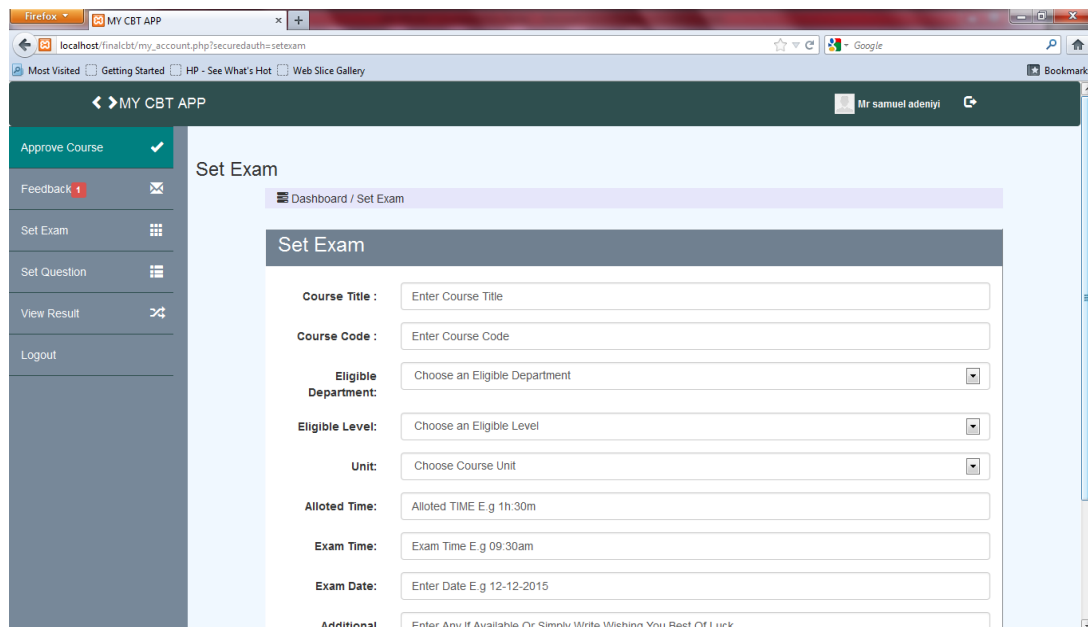 Firefox
MY CBT APP
localhost/finalcbt/my_account.php?securedauth=setexam
Google
Most Visited Getting Started HP - See What's Hot Web Slice Gallery Bookmark
MY CBT APP
Mr samuel adeniyi
Approve Course
Feedback 1
Set Exam
Set Question
View Result
Logout
Set Exam
Dashboard / Set Exam
Set Exam
Course Title : Enter Course Title
Course Code : Enter Course Code
Eligible Department: Choose an Eligible Department
Eligible Level: Choose an Eligible Level
Unit: Choose Course Unit
Alloted Time: Alloted TIME E.g 1h:30m
Exam Time: Exam Time E.g 09:30am
Exam Date: Enter Date E.g 12-12-2015
Additional Enter Any If Available Or Simply Write Wishing You Best Of Luck